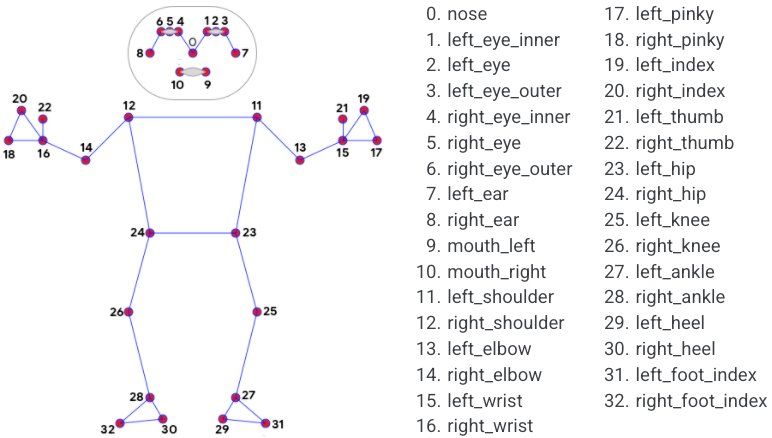 6 5 4 1 2 3
0
8 7
10 9
20 22 12 11 21 19
18 16 14 13 15 17
24 23
26 25
28 27
32 30 29 31
0. nose
1. left_eye_inner
2. left_eye
3. left_eye_outer
4. right_eye_inner
5. right_eye
6. right_eye_outer
7. left_ear
8. right_ear
9. mouth_left
10. mouth_right
11. left_shoulder
12. right_shoulder
13. left_elbow
14. right_elbow
15. left_wrist
16. right_wrist
17. left_pinky
18. right_pinky
19. left_index
20. right_index
21. left_thumb
22. right_thumb
23. left_hip
24. right_hip
25. left_knee
26. right_knee
27. left_ankle
28. right_ankle
29. left_heel
30. right_heel
31. left_foot_index
32. right_foot_index